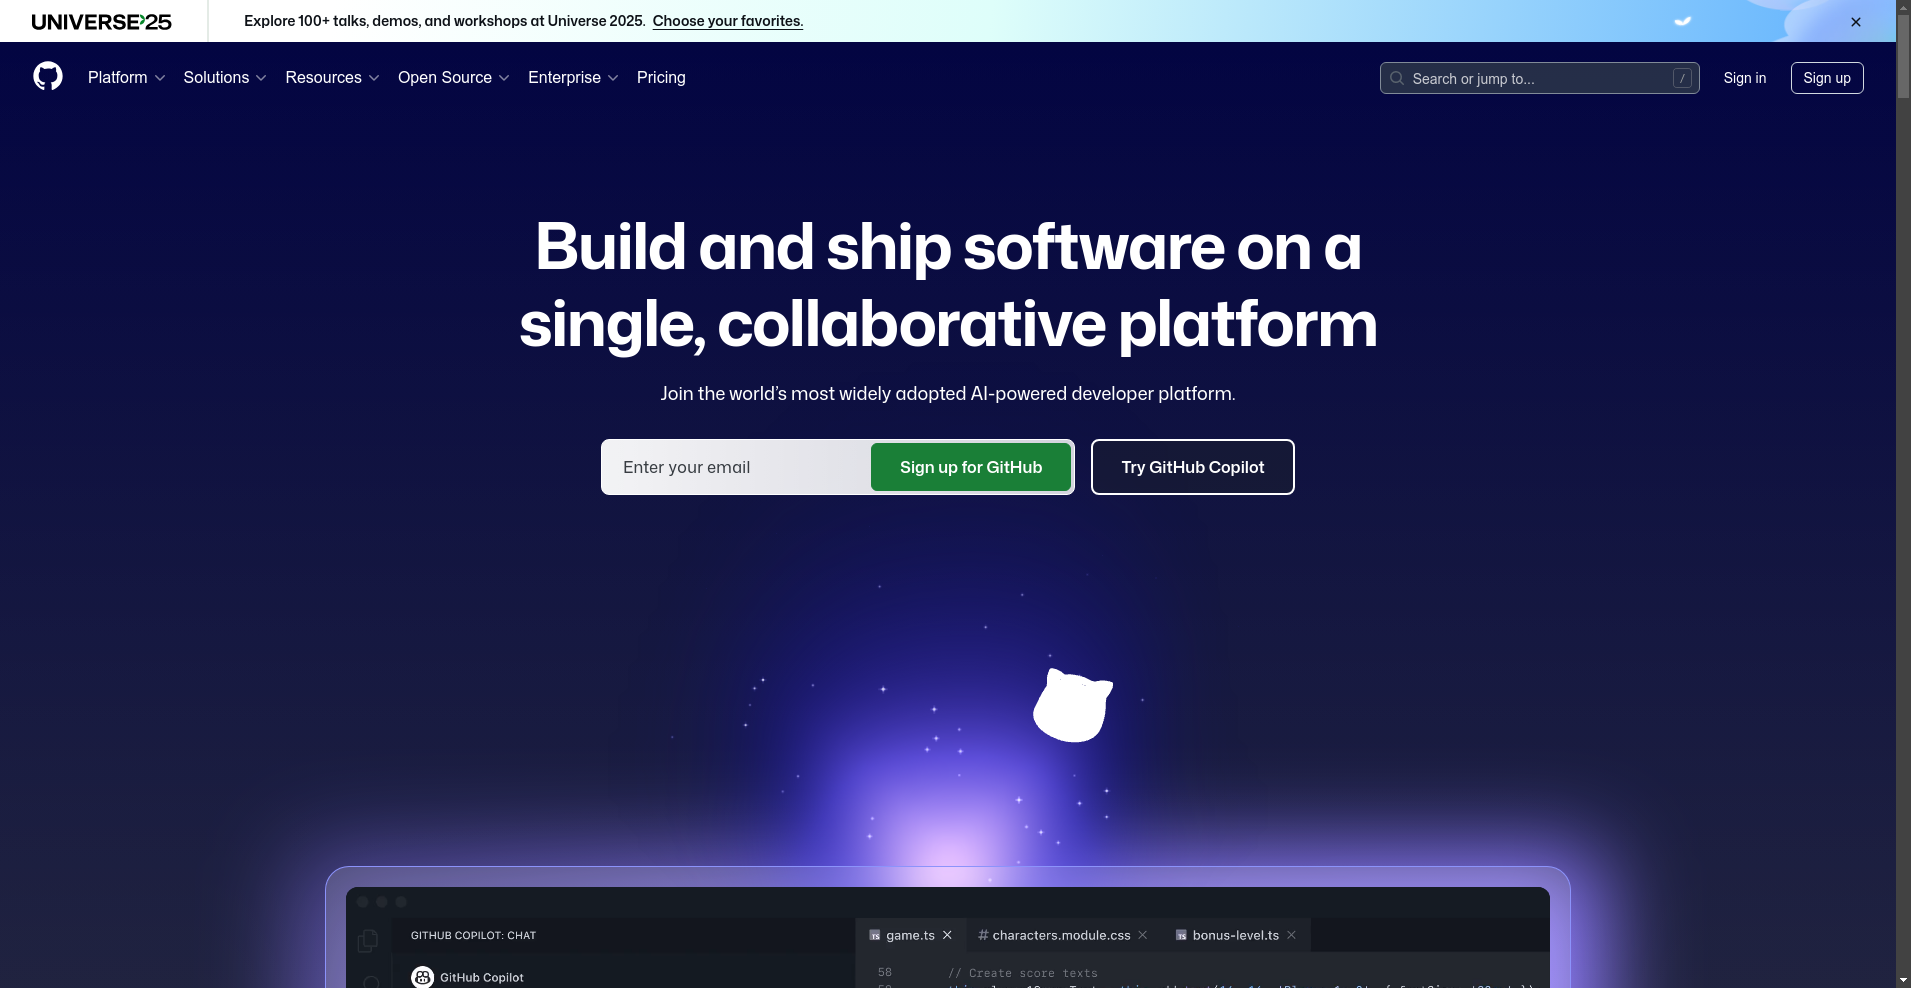 UNIVERSE'25
Explore 100+ talks, demos, and workshops at Universe 2025. Choose your favorites.
Platform
Solutions
Resources
Open Source
Enterprise
Pricing
Search or jump to...
/
Sign in
Sign up
Build and ship software on a
single, collaborative platform
Join the world’s most widely adopted AI-powered developer platform.
Enter your email
Sign up for GitHub
Try GitHub Copilot
GITHUB COPILOT: CHAT
TS game.ts
# characters.module.css
TS bonus-level.ts
GitHub Copilot
58 // Create score texts